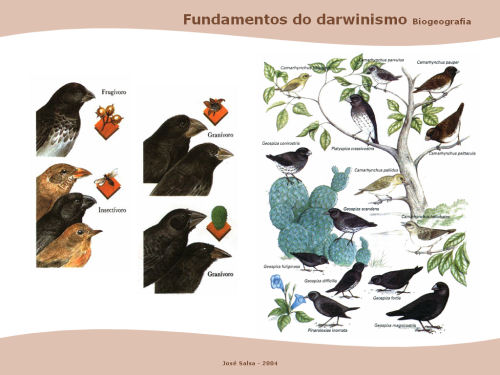 Fundamentos do darwinismo Biogeografia
Frugívoro
Granívoro
Insectívoro
Granívoro
Camarhynchus parvulus
Camarhynchus pauper
Geospiza conirostris
Platyspiza crassirostris
Camarhynchus psittacula
Camarhynchus pallidus
Geospiza scandens
Geospiza fuliginosa
Geospiza difficilis
Geospiza fortis
Pinaroloxias inornata
Geospiza magnirostris
José Salsa - 2004